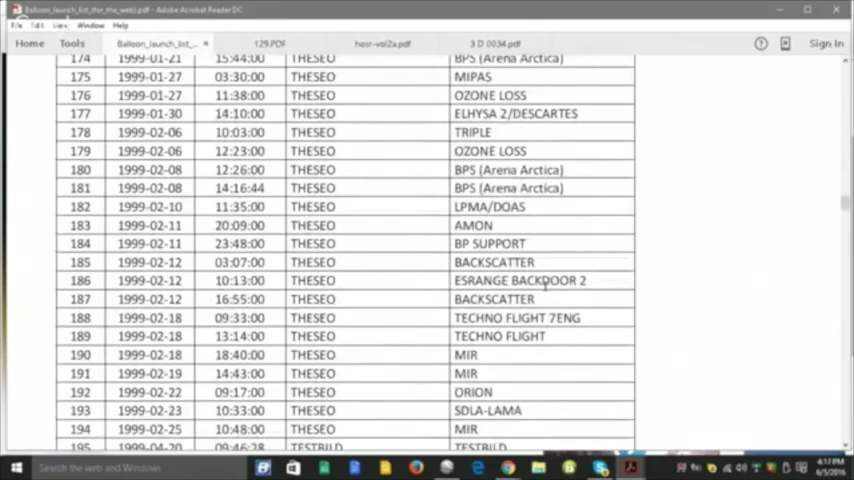 Balloon_launch_list_(for_the_web).pdf - Adobe Acrobat Reader DC
File Edit View Window Help
Home Tools Balloon_launch_list_... × 129.PDF hasr-vol2a.pdf 3 D 0034.pdf Sign In
174 1999-01-21 15:44:00 THESEO BPS (Arena Arctica)
175 1999-01-27 03:30:00 THESEO MIPAS
176 1999-01-27 11:38:00 THESEO OZONE LOSS
177 1999-01-30 14:10:00 THESEO ELHYSA 2/DESCARTES
178 1999-02-06 10:03:00 THESEO TRIPLE
179 1999-02-06 12:23:00 THESEO OZONE LOSS
180 1999-02-08 12:26:00 THESEO BPS (Arena Arctica)
181 1999-02-08 14:16:44 THESEO BPS (Arena Arctica)
182 1999-02-10 11:35:00 THESEO LPMA/DOAS
183 1999-02-11 20:09:00 THESEO AMON
184 1999-02-11 23:48:00 THESEO BP SUPPORT
185 1999-02-12 03:07:00 THESEO BACKSCATTER
186 1999-02-12 10:13:00 THESEO ESRANGE BACKDOOR 2
187 1999-02-12 16:55:00 THESEO BACKSCATTER
188 1999-02-18 09:33:00 THESEO TECHNO FLIGHT 7ENG
189 1999-02-18 13:14:00 THESEO TECHNO FLIGHT
190 1999-02-18 18:40:00 THESEO MIR
191 1999-02-19 14:43:00 THESEO MIR
192 1999-02-22 09:17:00 THESEO ORION
193 1999-02-23 10:33:00 THESEO SDLA-LAMA
194 1999-02-25 10:48:00 THESEO MIR
195 1999-04-20 09:46:28 TESTBILD TESTBILD
Search the web and Windows
4:17 PM
6/5/2016